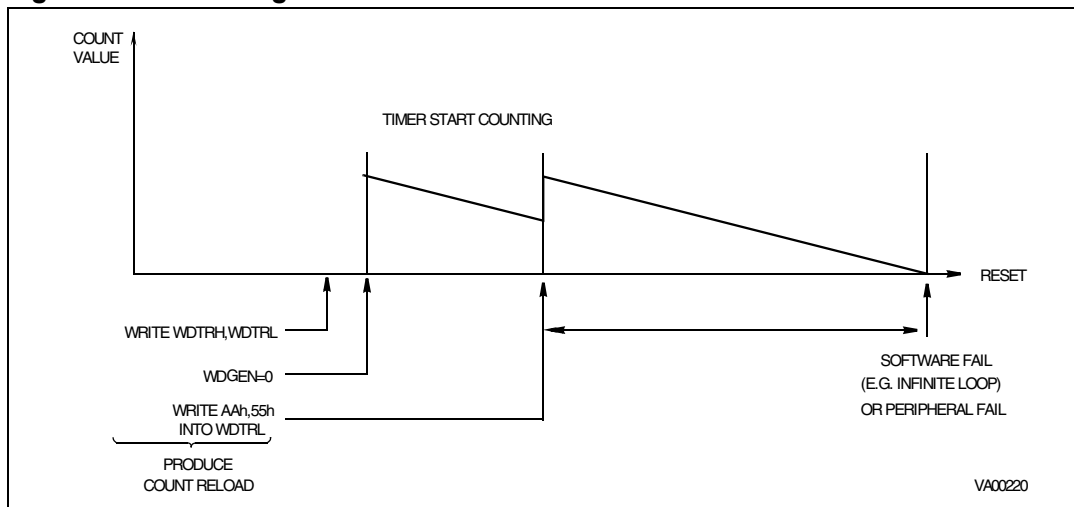 COUNT
VALUE
TIMER START COUNTING
RESET
WRITE WDTRH,WDTRL
WDGEN=0
WRITE AAh,55h
INTO WDTRL
PRODUCE
COUNT RELOAD
SOFTWARE FAIL
(E.G. INFINITE LOOP)
OR PERIPHERAL FAIL
VA00220